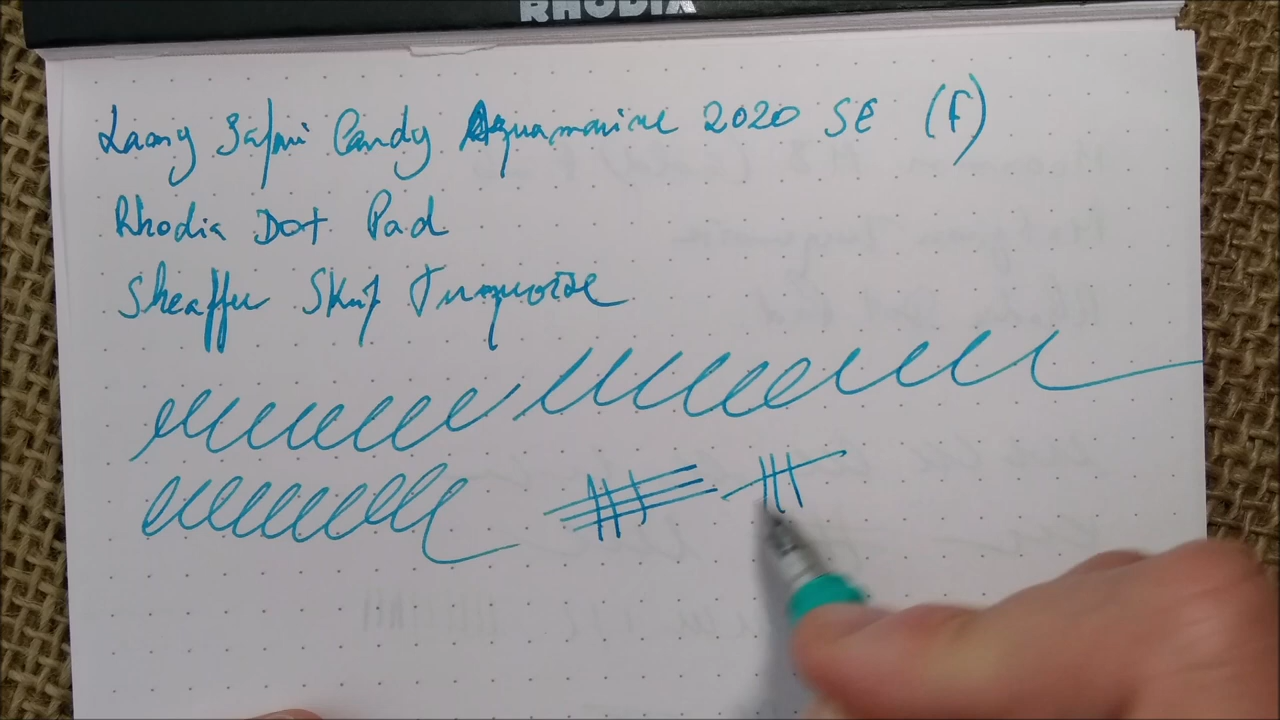 RHODIA
Lamy Safari Candy Aquamarine 2020 SE (F)
Rhodia Dot Pad
Sheaffer Skrip Turquoise